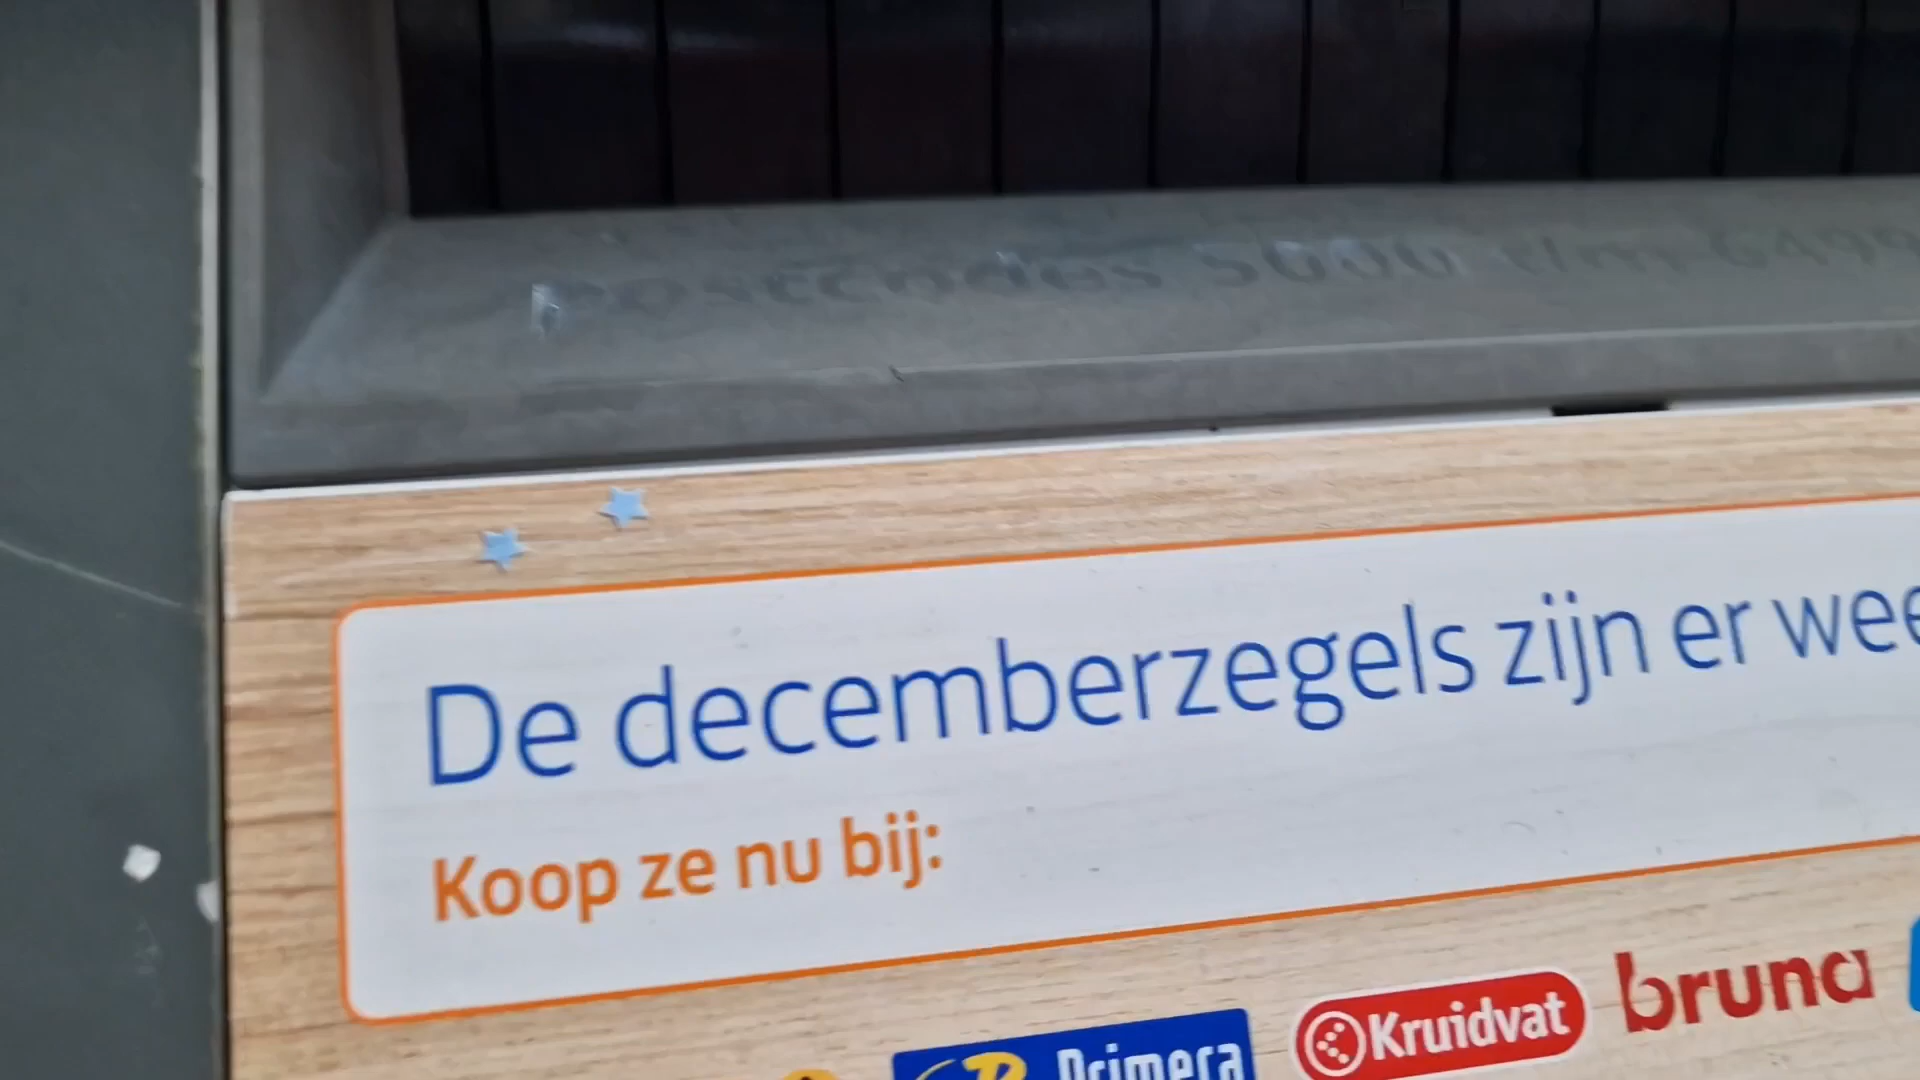 postcodes 5000 t/m 6499
De decemberzegels zijn er wee
Koop ze nu bij:
Primera
Kruidvat
bruna